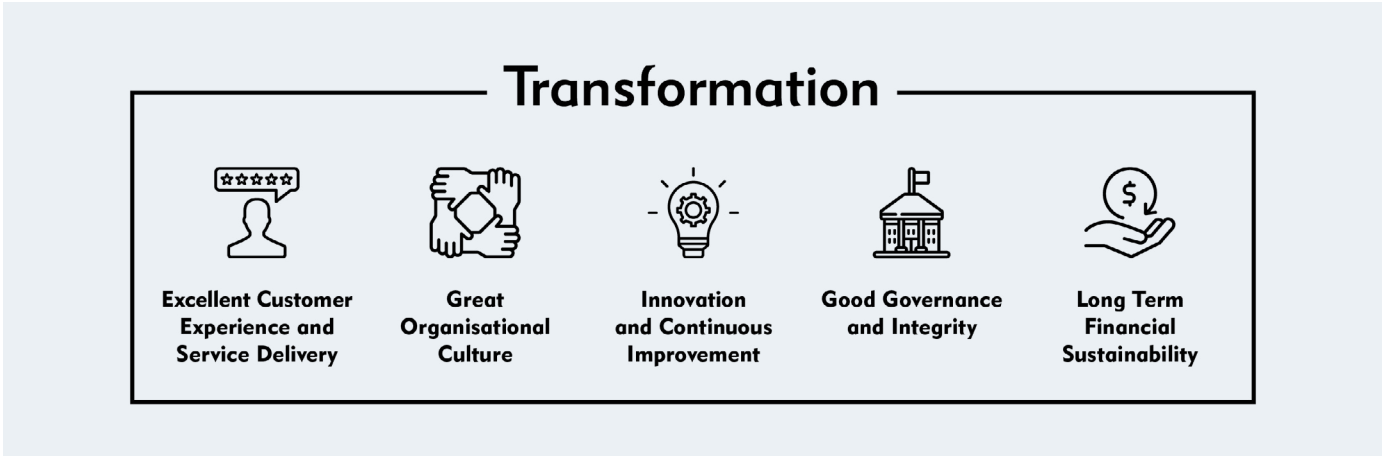 Transformation
Excellent Customer
Experience and
Service Delivery
Great
Organisational
Culture
Innovation
and Continuous
Improvement
Good Governance
and Integrity
$
Long Term
Financial
Sustainability